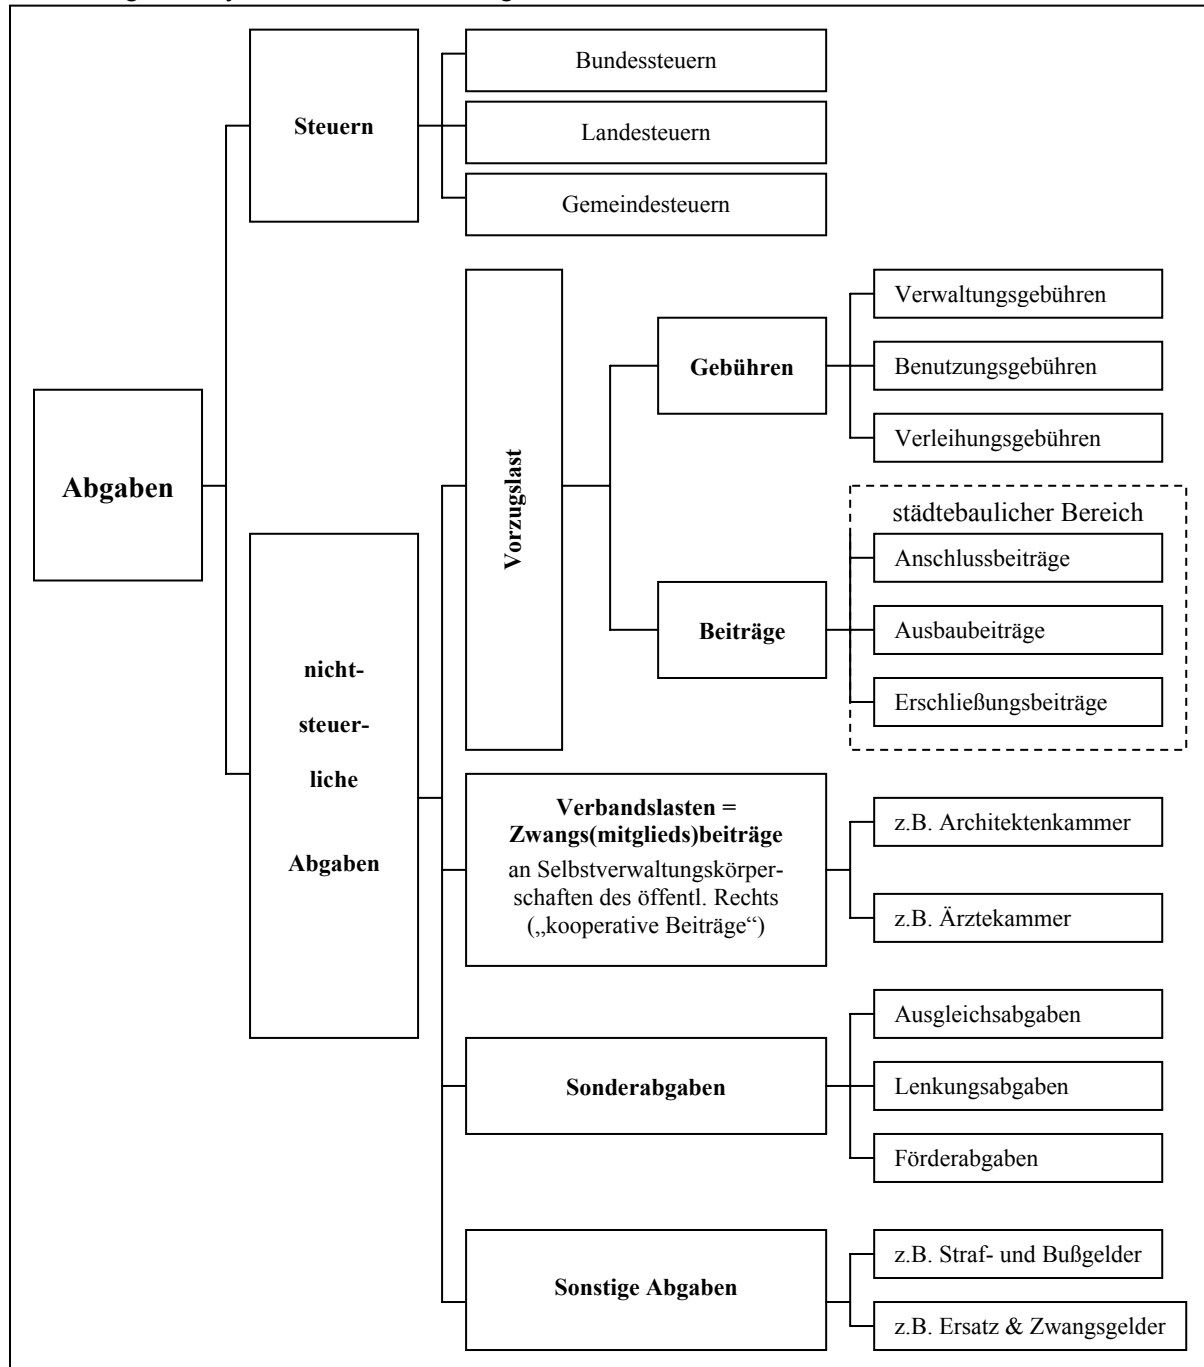 Steuern
Bundessteuern
Landesteuern
Gemeindesteuern
Abgaben
nicht-
steuer-
liche
Abgaben
Vorzugslast
Gebühren
Verwaltungsgebühren
Benutzungsgebühren
Verleihungsgebühren
Beiträge
städtebaulicher Bereich
Anschlussbeiträge
Ausbaubeiträge
Erschließungsbeiträge
Verbandslasten =
Zwangs(mitglieds)beiträge
an Selbstverwaltungskörper-
schaften des öffentl. Rechts
(„kooperative Beiträge“)
z.B. Architektenkammer
z.B. Ärztekammer
Sonderabgaben
Ausgleichsabgaben
Lenkungsabgaben
Förderabgaben
Sonstige Abgaben
z.B. Straf- und Bußgelder
z.B. Ersatz & Zwangsgelder